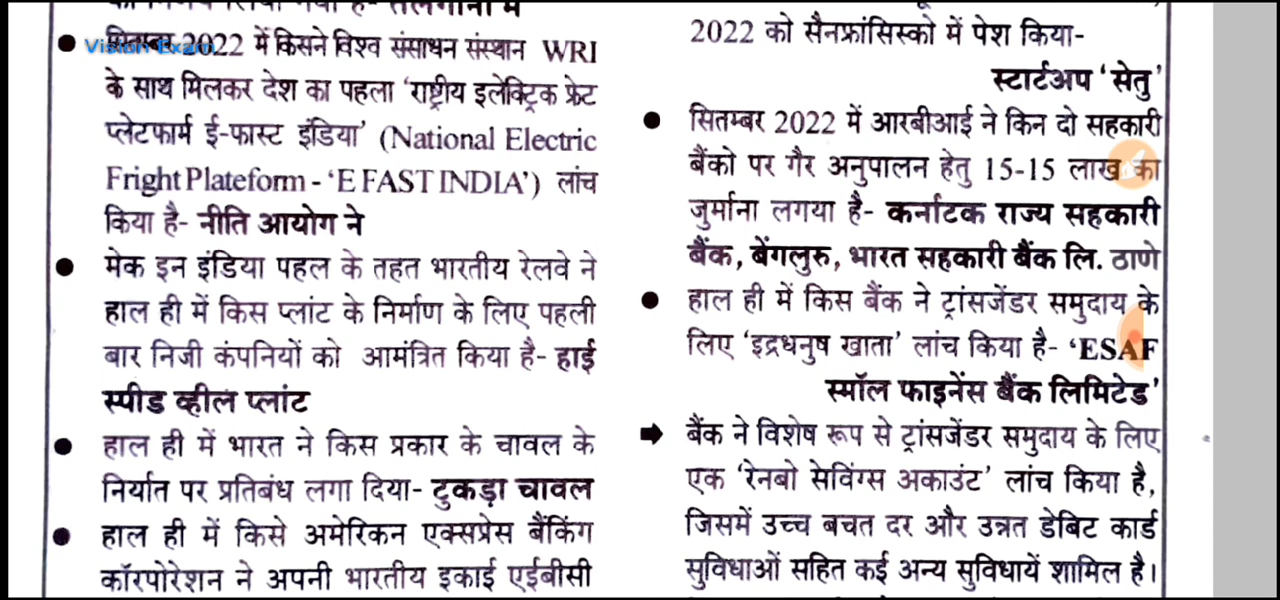 तेलंगाना में
Vision Exam
सितम्बर 2022 में किसने विश्व संसाधन संस्थान WRI
के साथ मिलकर देश का पहला ‘राष्ट्रीय इलेक्ट्रिक फ्रेट
प्लेटफार्म ई-फास्ट इंडिया’ (National Electric
Fright Plateform - ‘E FAST INDIA’) लांच
किया है- नीति आयोग ने
मेक इन इंडिया पहल के तहत भारतीय रेलवे ने
हाल ही में किस प्लांट के निर्माण के लिए पहली
बार निजी कंपनियों को आमंत्रित किया है- हाई
स्पीड व्हील प्लांट
हाल ही में भारत ने किस प्रकार के चावल के
निर्यात पर प्रतिबंध लगा दिया- टुकड़ा चावल
हाल ही में किसे अमेरिकन एक्सप्रेस बैंकिंग
कॉरपोरेशन ने अपनी भारतीय इकाई एईबीसी
2022 को सैनफ्रांसिस्को में पेश किया-
स्टार्टअप ‘सेतु’
सितम्बर 2022 में आरबीआई ने किन दो सहकारी
बैंको पर गैर अनुपालन हेतु 15-15 लाख का
जुर्माना लगया है- कर्नाटक राज्य सहकारी
बैंक, बेंगलुरु, भारत सहकारी बैंक लि. ठाणे
हाल ही में किस बैंक ने ट्रांसजेंडर समुदाय के
लिए ‘इद्रधनुष खाता’ लांच किया है- ‘ESAF
स्मॉल फाइनेंस बैंक लिमिटेड’
बैंक ने विशेष रूप से ट्रांसजेंडर समुदाय के लिए
एक ‘रेनबो सेविंग्स अकाउंट’ लांच किया है,
जिसमें उच्च बचत दर और उन्नत डेबिट कार्ड
सुविधाओं सहित कई अन्य सुविधायें शामिल है।